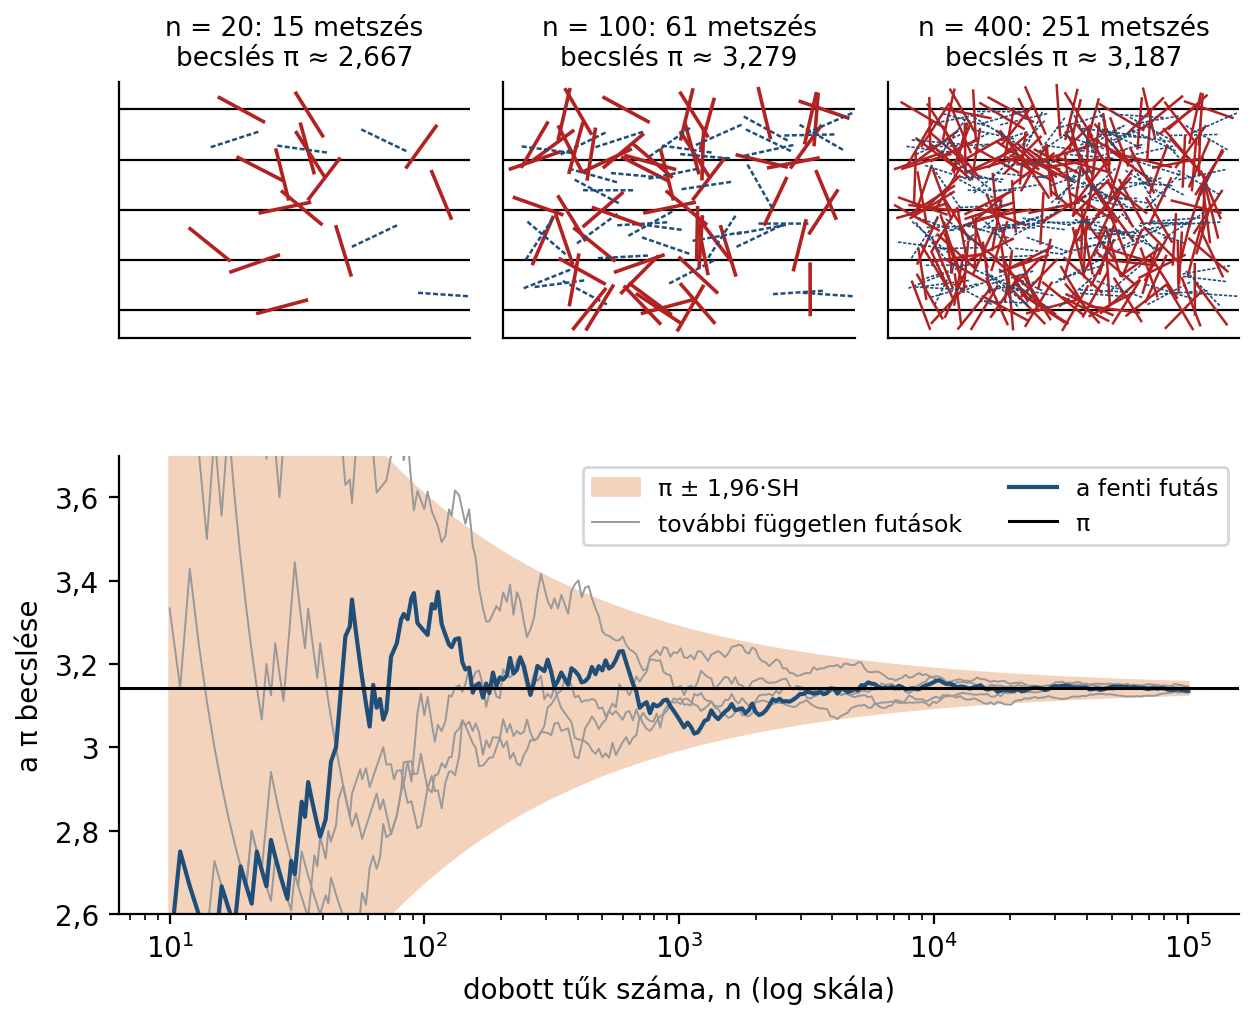 n = 20: 15 metszés
becslés π ≈ 2,667
n = 100: 61 metszés
becslés π ≈ 3,279
n = 400: 251 metszés
becslés π ≈ 3,187
π ± 1,96·SH
további független futások
a fenti futás
π
a π becslése
3,6
3,4
3,2
3
2,8
2,6
10¹
10²
10³
10⁴
10⁵
dobott tűk száma, n (log skála)